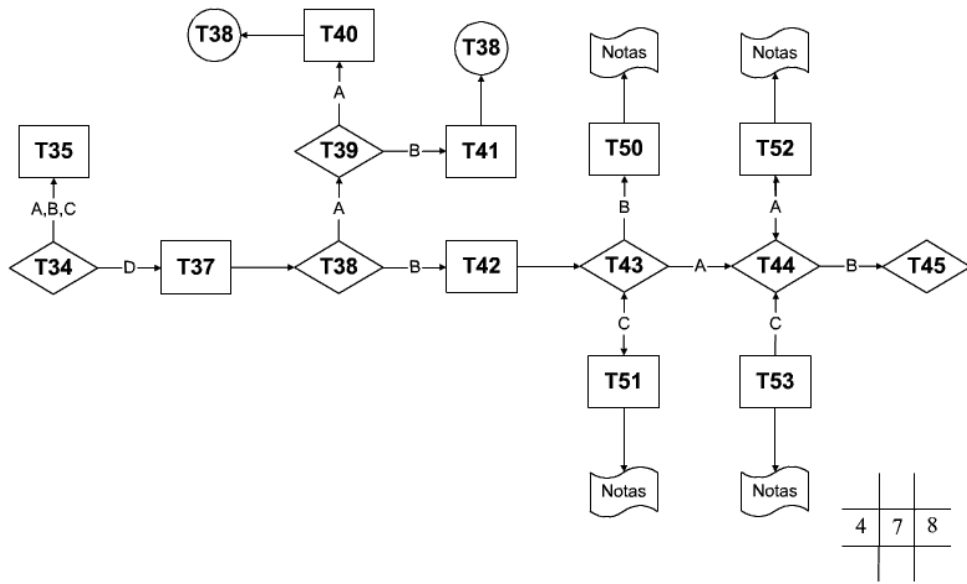 T38
T40
T38
Notas
Notas
A
T35
T39
B
T41
T50
T52
A,B,C
A
B
A
T34
D
T37
T38
B
T42
T43
A
T44
B
T45
C
C
T51
T53
Notas
Notas
4 7 8